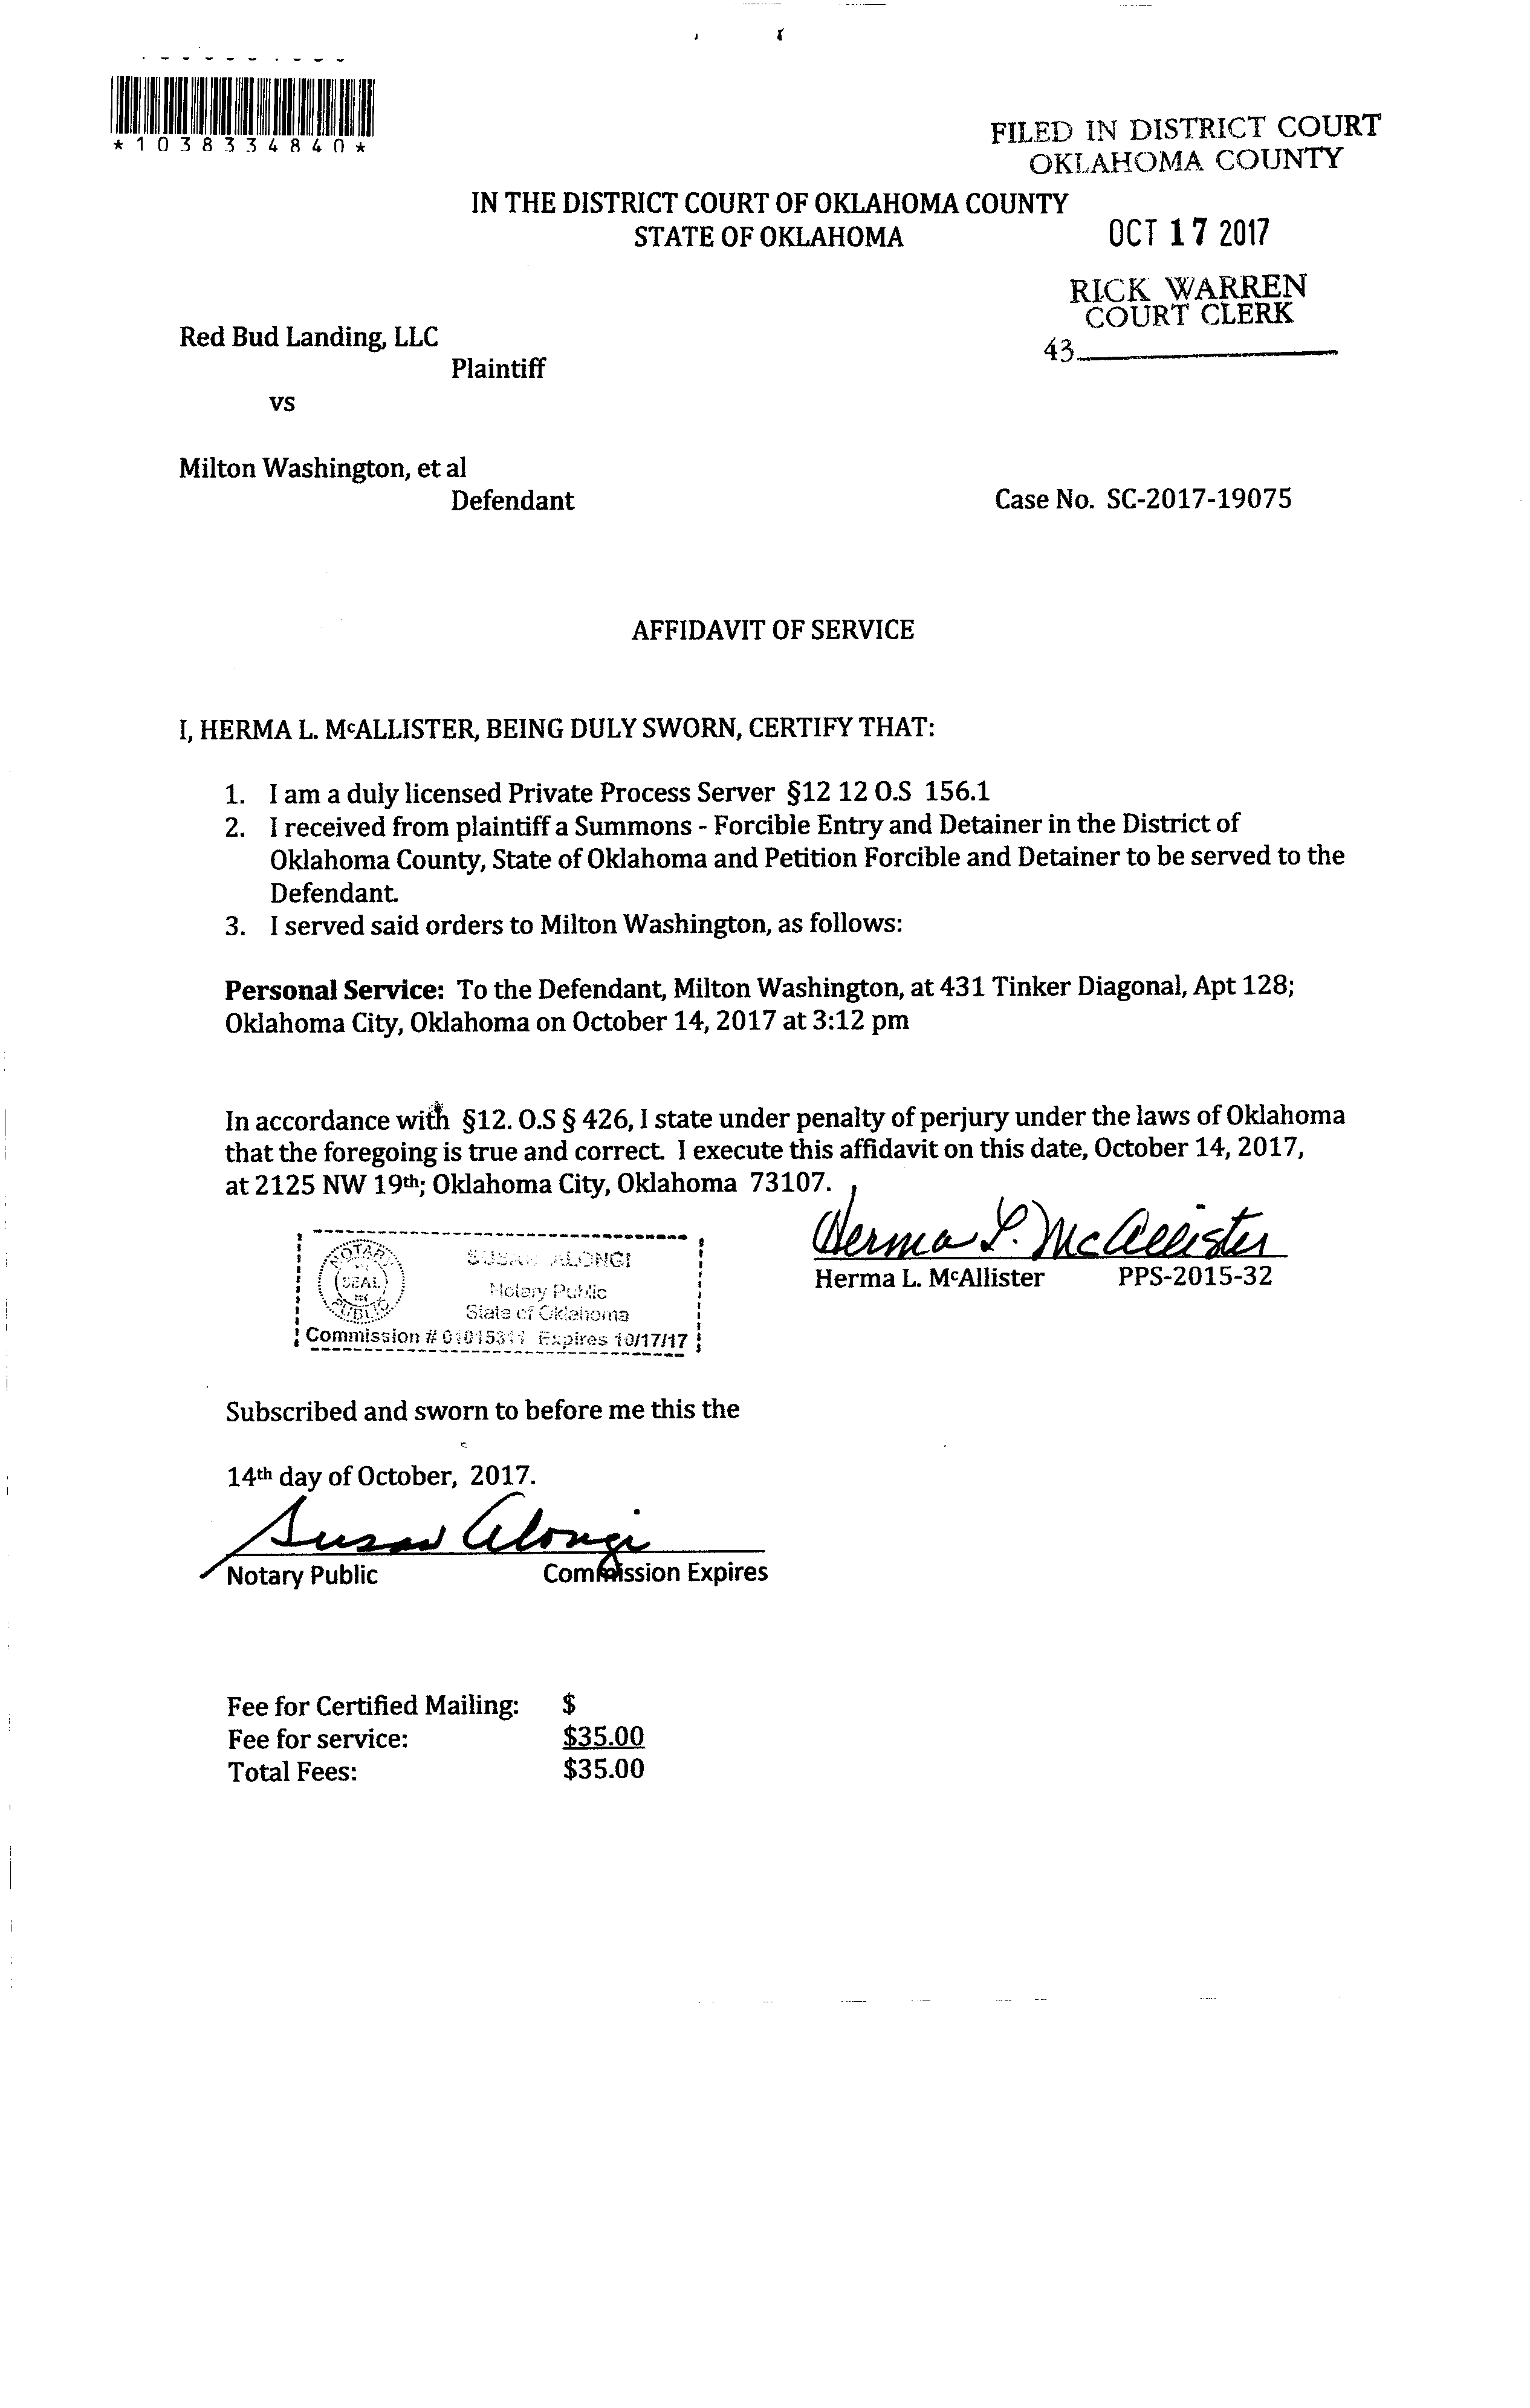 *1038334840*
FILED IN DISTRICT COURT
OKLAHOMA COUNTY
IN THE DISTRICT COURT OF OKLAHOMA COUNTY
STATE OF OKLAHOMA
OCT 17 2017
RICK WARREN
COURT CLERK
43
Red Bud Landing, LLC
Plaintiff
vs
Milton Washington, et al
Defendant
Case No. SC-2017-19075
AFFIDAVIT OF SERVICE
I, HERMA L. McALLISTER, BEING DULY SWORN, CERTIFY THAT:
1. I am a duly licensed Private Process Server §12 12 O.S 156.1
2. I received from plaintiff a Summons - Forcible Entry and Detainer in the District of
Oklahoma County, State of Oklahoma and Petition Forcible and Detainer to be served to the
Defendant.
3. I served said orders to Milton Washington, as follows:
Personal Service: To the Defendant, Milton Washington, at 431 Tinker Diagonal, Apt 128;
Oklahoma City, Oklahoma on October 14, 2017 at 3:12 pm
In accordance with §12. O.S § 426, I state under penalty of perjury under the laws of Oklahoma
that the foregoing is true and correct. I execute this affidavit on this date, October 14, 2017,
at 2125 NW 19th; Oklahoma City, Oklahoma 73107.
Herma L. McAllister
Herma L. McAllister PPS-2015-32
NOTARY PUBLIC
SEAL
SUSAN ALONGI
Notary Public
State of Oklahoma
Commission # Expires 10/17/17
Subscribed and sworn to before me this the
14th day of October, 2017.
Susan Alongi
Notary Public Commission Expires
Fee for Certified Mailing: $
Fee for service: $35.00
Total Fees: $35.00